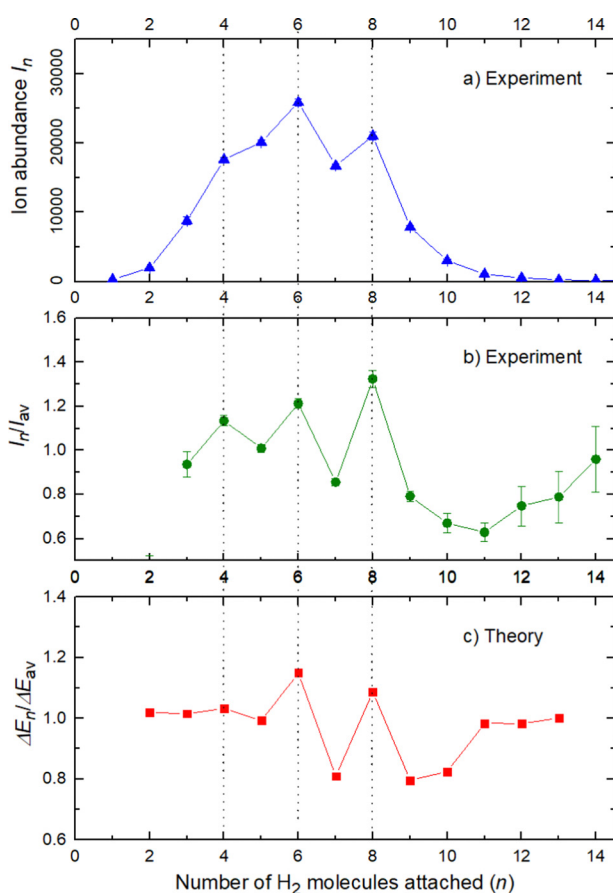 0 2 4 6 8 10 12 14
30000
20000
10000
0
Ion abundance Iₙ
a) Experiment
0 2 4 6 8 10 12 14
1.6
1.4
1.2
1.0
0.8
0.6
Iₙ/Iₐᵥ
b) Experiment
0 2 4 6 8 10 12 14
1.4
1.2
1.0
0.8
0.6
ΔEₙ/ΔEₐᵥ
c) Theory
0 2 4 6 8 10 12 14
Number of H₂ molecules attached (n)